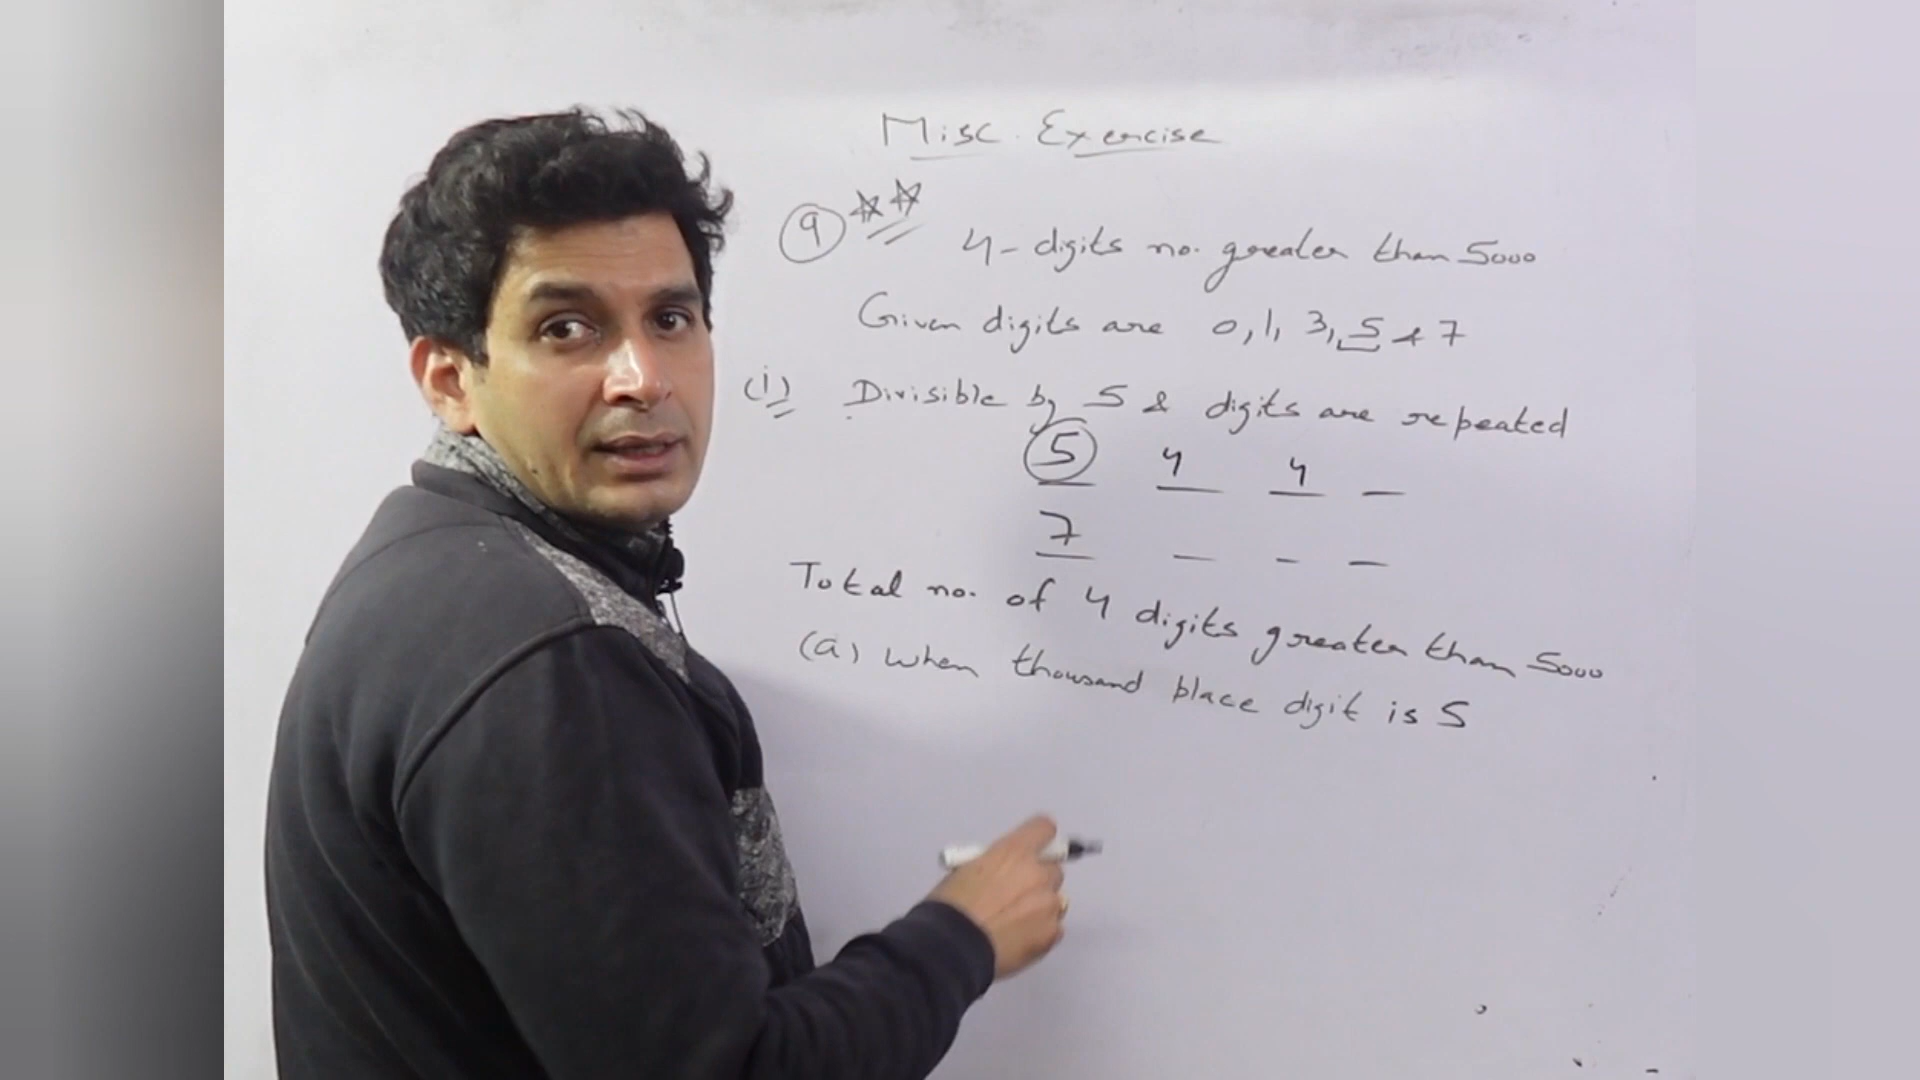 Misc. Exercise
9 4-digits no. greater than 5000
Given digits are 0, 1, 3, 5 & 7
(i) Divisible by 5 & digits are repeated
5 4 4 _
7 _ _ _
Total no. of 4 digits greater than 5000
(a) when thousand place digit is 5